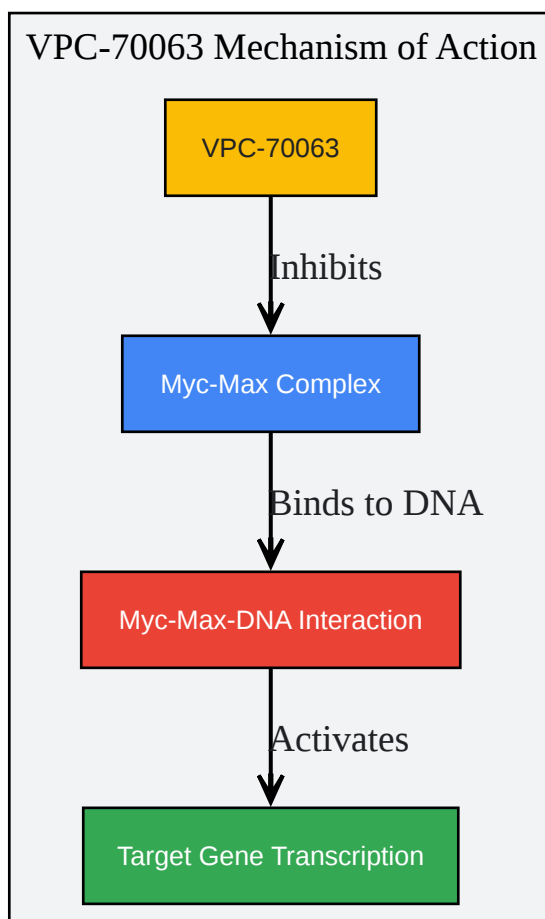 VPC-70063 Mechanism of Action
VPC-70063
Inhibits
Myc-Max Complex
Binds to DNA
Myc-Max-DNA Interaction
Activates
Target Gene Transcription